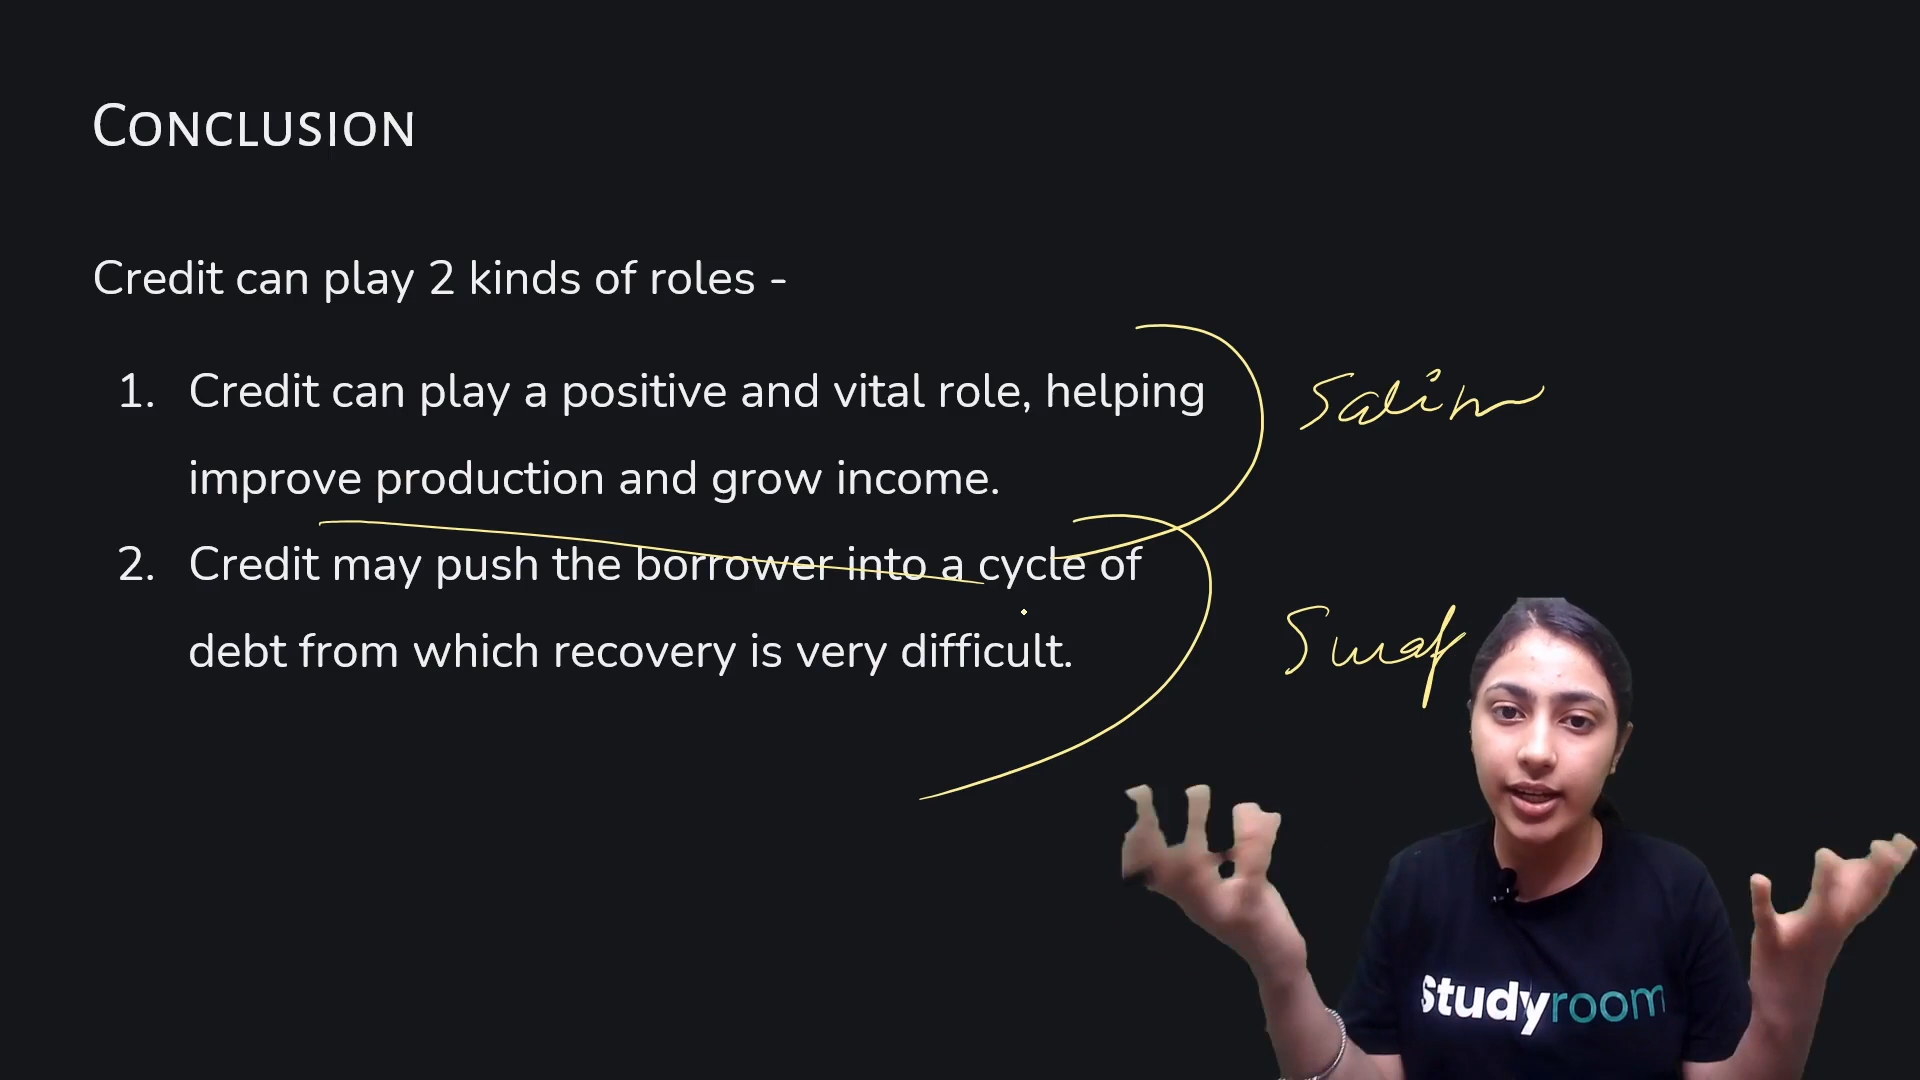 CONCLUSION
Credit can play 2 kinds of roles -
1. Credit can play a positive and vital role, helping
improve production and grow income.
2. Credit may push the borrower into a cycle of
debt from which recovery is very difficult.
Salim
Studyroom